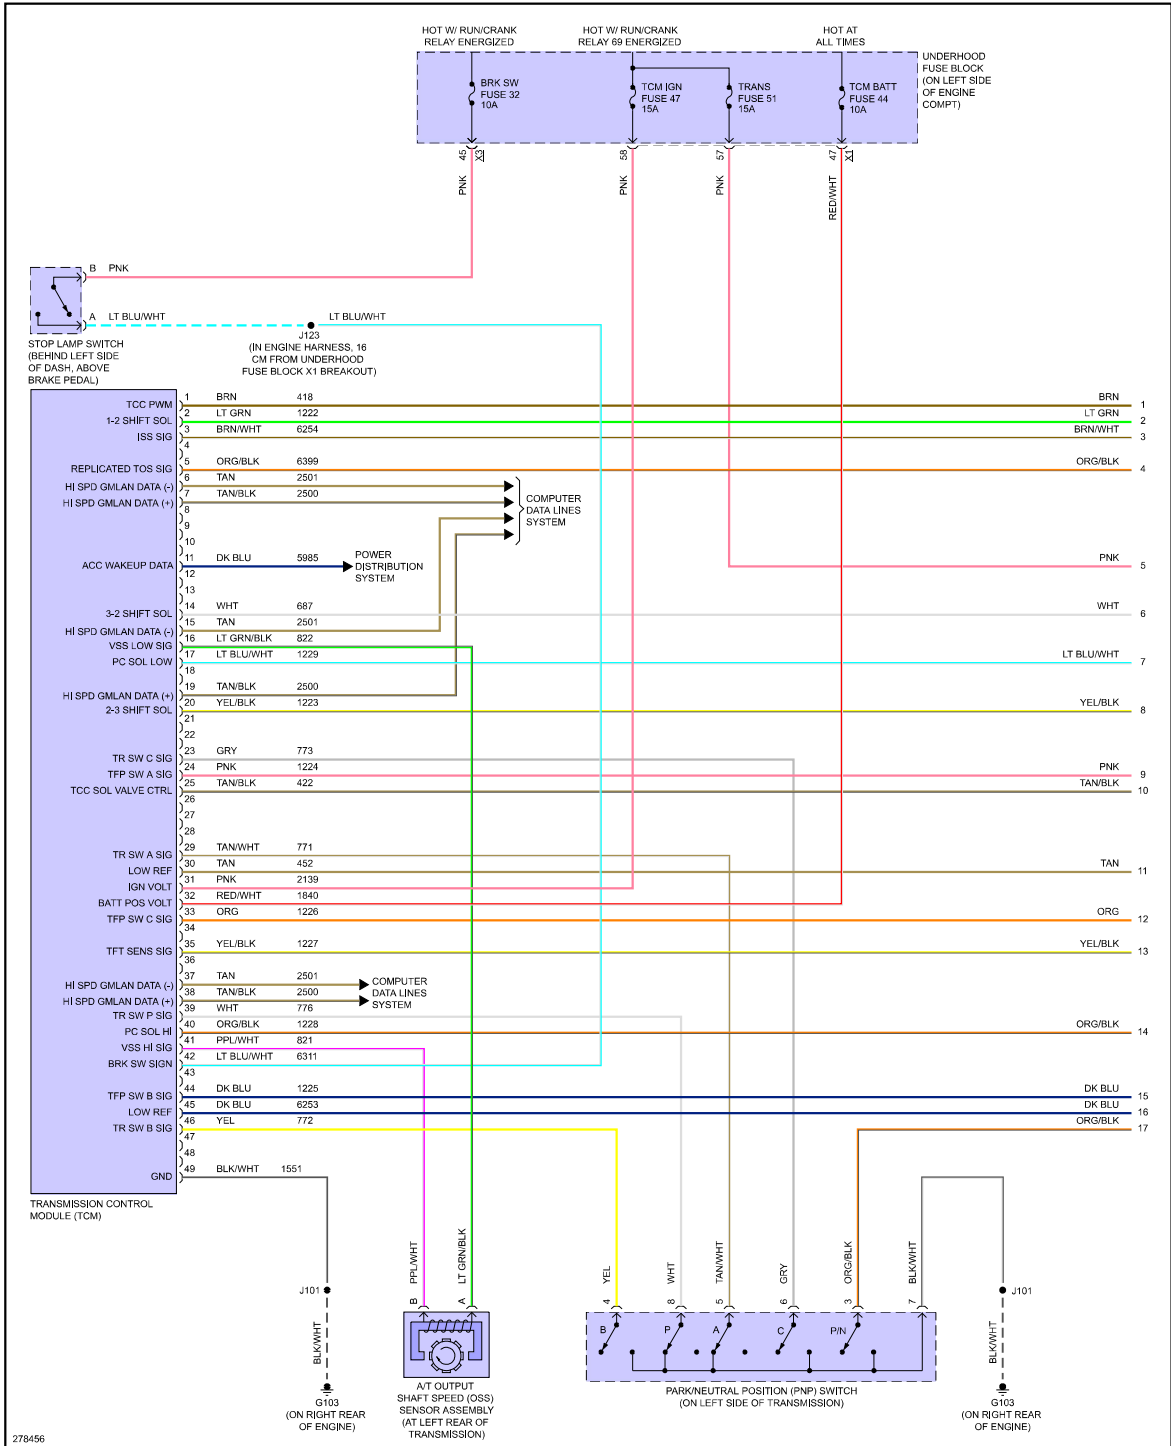 HOT W/ RUN/CRANK
RELAY ENERGIZED
HOT W/ RUN/CRANK
RELAY 69 ENERGIZED
HOT AT
ALL TIMES
UNDERHOOD
FUSE BLOCK
(ON LEFT SIDE
OF ENGINE
COMPT)
BRK SW
FUSE 32
10A
TCM IGN
FUSE 47
15A
TRANS
FUSE 51
15A
TCM BATT
FUSE 44
10A
45 X3
58
57
47 X1
PNK
PNK
PNK
RED/WHT
B PNK
A LT BLU/WHT
LT BLU/WHT
J123
(IN ENGINE HARNESS, 16
CM FROM UNDERHOOD
FUSE BLOCK X1 BREAKOUT)
STOP LAMP SWITCH
(BEHIND LEFT SIDE
OF DASH, ABOVE
BRAKE PEDAL)
TCC PWM 1 BRN 418 BRN 1
1-2 SHIFT SOL 2 LT GRN 1222 LT GRN 2
ISS SIG 3 BRN/WHT 6254 BRN/WHT 3
4
REPLICATED TOS SIG 5 ORG/BLK 6399 ORG/BLK 4
HI SPD GMLAN DATA (-) 6 TAN 2501
HI SPD GMLAN DATA (+) 7 TAN/BLK 2500
COMPUTER
DATA LINES
SYSTEM
8
9
10
ACC WAKEUP DATA 11 DK BLU 5985
POWER
DISTRIBUTION
SYSTEM
PNK 5
12
13
3-2 SHIFT SOL 14 WHT 687 WHT 6
HI SPD GMLAN DATA (-) 15 TAN 2501
VSS LOW SIG 16 LT GRN/BLK 822
PC SOL LOW 17 LT BLU/WHT 1229 LT BLU/WHT 7
18
HI SPD GMLAN DATA (+) 19 TAN/BLK 2500
2-3 SHIFT SOL 20 YEL/BLK 1223 YEL/BLK 8
21
22
TR SW C SIG 23 GRY 773
TFP SW A SIG 24 PNK 1224 PNK 9
TCC SOL VALVE CTRL 25 TAN/BLK 422 TAN/BLK 10
26
27
28
TR SW A SIG 29 TAN/WHT 771
LOW REF 30 TAN 452 TAN 11
IGN VOLT 31 PNK 2139
BATT POS VOLT 32 RED/WHT 1840
TFP SW C SIG 33 ORG 1226 ORG 12
34
TFT SENS SIG 35 YEL/BLK 1227 YEL/BLK 13
36
HI SPD GMLAN DATA (-) 37 TAN 2501
HI SPD GMLAN DATA (+) 38 TAN/BLK 2500
COMPUTER
DATA LINES
SYSTEM
TR SW P SIG 39 WHT 776
PC SOL HI 40 ORG/BLK 1228 ORG/BLK 14
VSS HI SIG 41 PPL/WHT 821
BRK SW SIGN 42 LT BLU/WHT 6311
43
TFP SW B SIG 44 DK BLU 1225 DK BLU 15
LOW REF 45 DK BLU 6253 DK BLU 16
TR SW B SIG 46 YEL 772 ORG/BLK 17
47
48
GND 49 BLK/WHT 1551
TRANSMISSION CONTROL
MODULE (TCM)
PPL/WHT
LT GRN/BLK
YEL
WHT
TAN/WHT
GRY
ORG/BLK
BLK/WHT
J101
J101
B
A
4
8
5
6
3
7
BLK/WHT
BLK/WHT
B
P
A
C
P/N
G103
(ON RIGHT REAR
OF ENGINE)
A/T OUTPUT
SHAFT SPEED (OSS)
SENSOR ASSEMBLY
(AT LEFT REAR OF
TRANSMISSION)
PARK/NEUTRAL POSITION (PNP) SWITCH
(ON LEFT SIDE OF TRANSMISSION)
G103
(ON RIGHT REAR
OF ENGINE)
278456